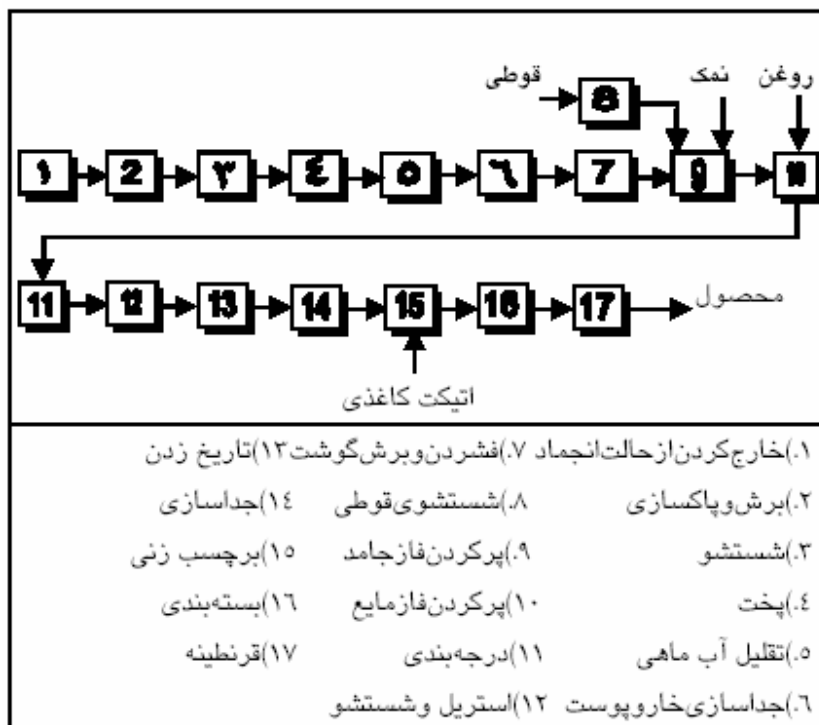 روغن نمک قوطی
8
۱ 2 ۳ ٤ ٥ ٦ 7 9 10
11 12 13 14 15 16 17 محصول
اتیکت کاغذی
۱.)خارج‌کردن‌ازحالت‌انجماد ۷.)فشردن‌وبرش‌گوشت ۱۳)تاریخ زدن
۲.)برش‌وپاکسازی ۸.)شستشوی‌قوطی ۱٤)جداسازی
۳.)شستشو ۹.)پرکردن‌فازجامد ۱٥)برچسب زنی
٤.)پخت ۱۰)پرکردن‌فازمایع ۱٦)بسته‌بندی
٥.)تقلیل آب ماهی ۱۱)درجه‌بندی ۱۷)قرنطینه
٦.)جداسازی‌خاروپوست ۱۲)استریل وشستشو